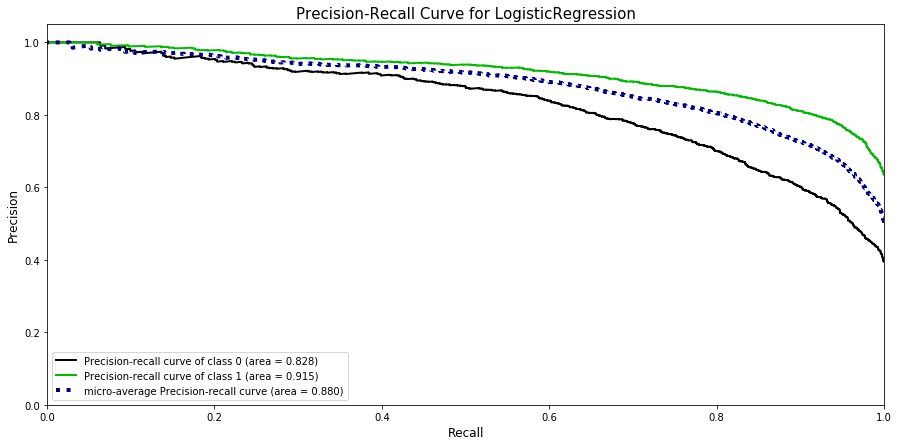 Precision-Recall Curve for LogisticRegression
1.0
0.8
0.6
0.4
0.2
0.0
Precision
Precision-recall curve of class 0 (area = 0.828)
Precision-recall curve of class 1 (area = 0.915)
micro-average Precision-recall curve (area = 0.880)
0.0 0.2 0.4 0.6 0.8 1.0
Recall